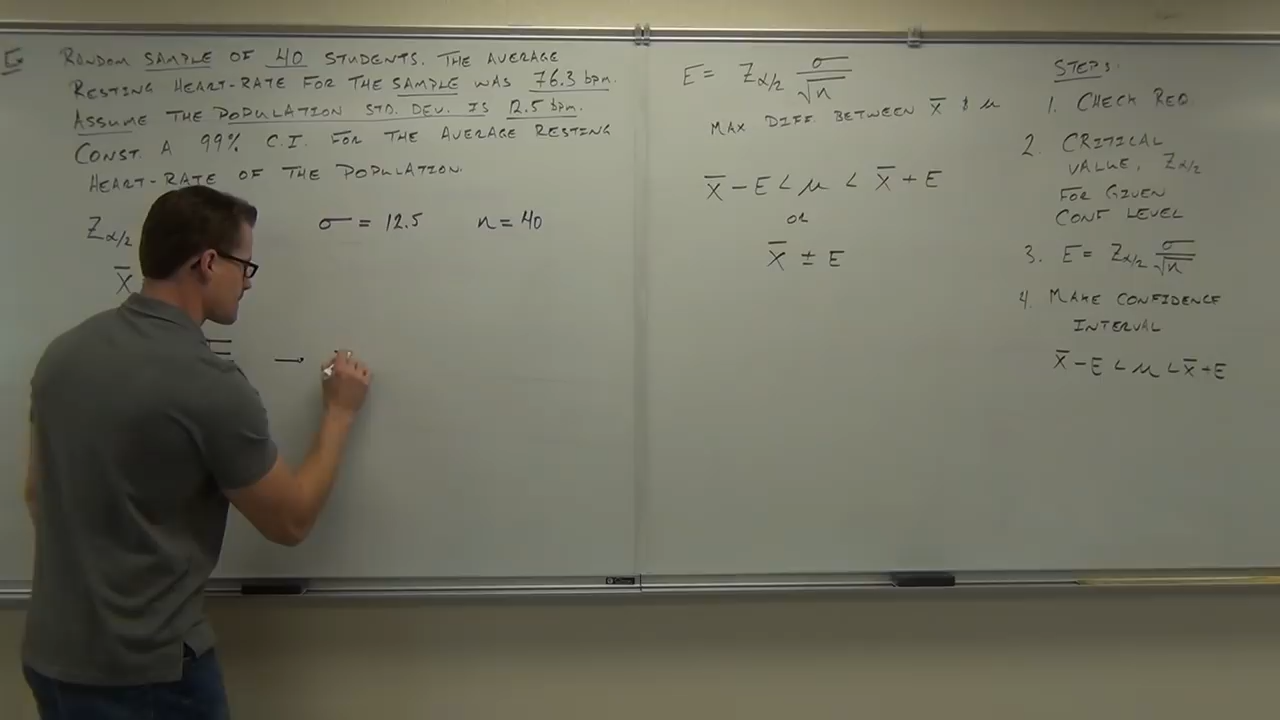 EG RANDOM SAMPLE OF 40 STUDENTS. THE AVERAGE
RESTING HEART-RATE FOR THE SAMPLE WAS 76.3 bpm.
ASSUME THE POPULATION STD. DEV. IS 12.5 bpm.
CONST. A 99% C.I. FOR THE AVERAGE RESTING
HEART-RATE OF THE POPULATION.
Zα/2 σ = 12.5 n = 40
x̄
→
E = Zα/2 σ/√n
MAX DIFF. BETWEEN x̄ & μ
x̄ - E < μ < x̄ + E
or
x̄ ± E
STEPS:
1. CHECK REQ
2. CRITICAL
VALUE, Zα/2
FOR GIVEN
CONF LEVEL
3. E = Zα/2 σ/√n
4. MAKE CONFIDENCE
INTERVAL
x̄ - E < μ < x̄ + E